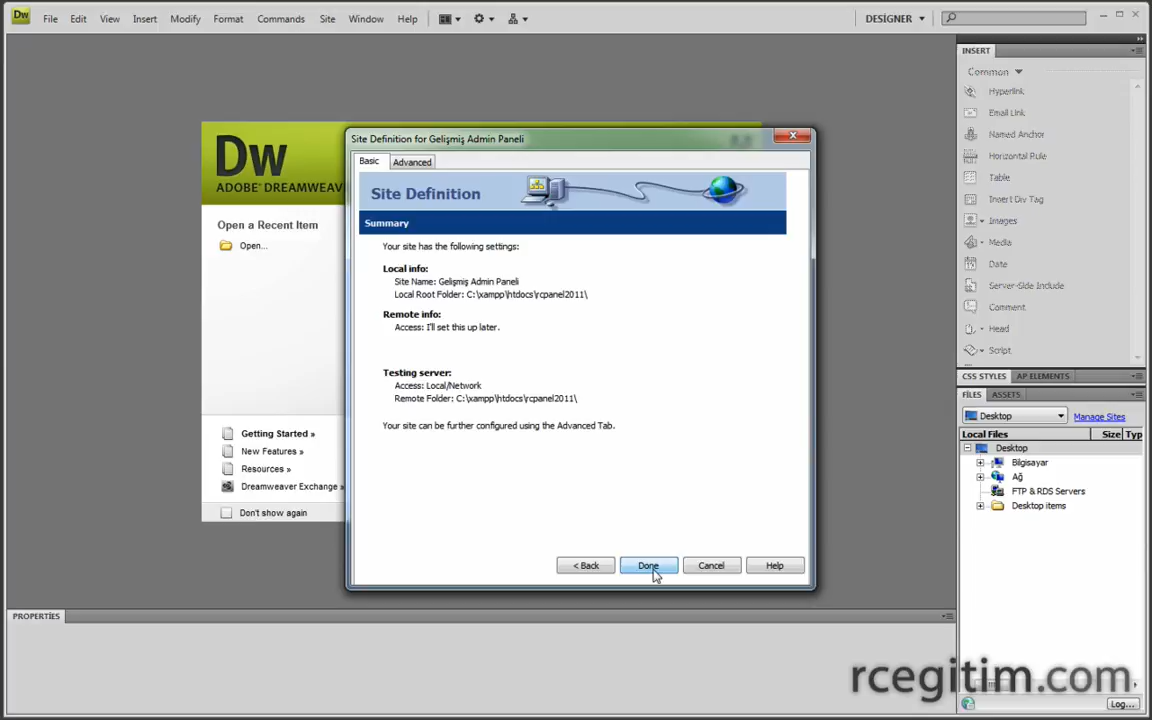 Dw File Edit View Insert Modify Format Commands Site Window Help DESIGNER
INSERT
Common
Hyperlink
Email Link
Named Anchor
Horizontal Rule
Table
Insert Div Tag
Images
Media
Date
Server-Side Include
Comment
Head
Script
CSS STYLES AP ELEMENTS
FILES ASSETS
Desktop Manage Sites
Local Files Size Typ
Desktop
Bilgisayar
Ağ
FTP & RDS Servers
Desktop items
Log...
Dw
ADOBE DREAMWEAV
Open a Recent Item
Open...
Getting Started »
New Features »
Resources »
Dreamweaver Exchange »
Don't show again
Site Definition for Gelişmiş Admin Paneli
Basic Advanced
Site Definition
Summary
Your site has the following settings:
Local info:
Site Name: Gelişmiş Admin Paneli
Local Root Folder: C:\xampp\htdocs\rcpanel2011\
Remote info:
Access: I'll set this up later.
Testing server:
Access: Local/Network
Remote Folder: C:\xampp\htdocs\rcpanel2011\
Your site can be further configured using the Advanced Tab.
< Back Done Cancel Help
PROPERTIES
rcegitim.com